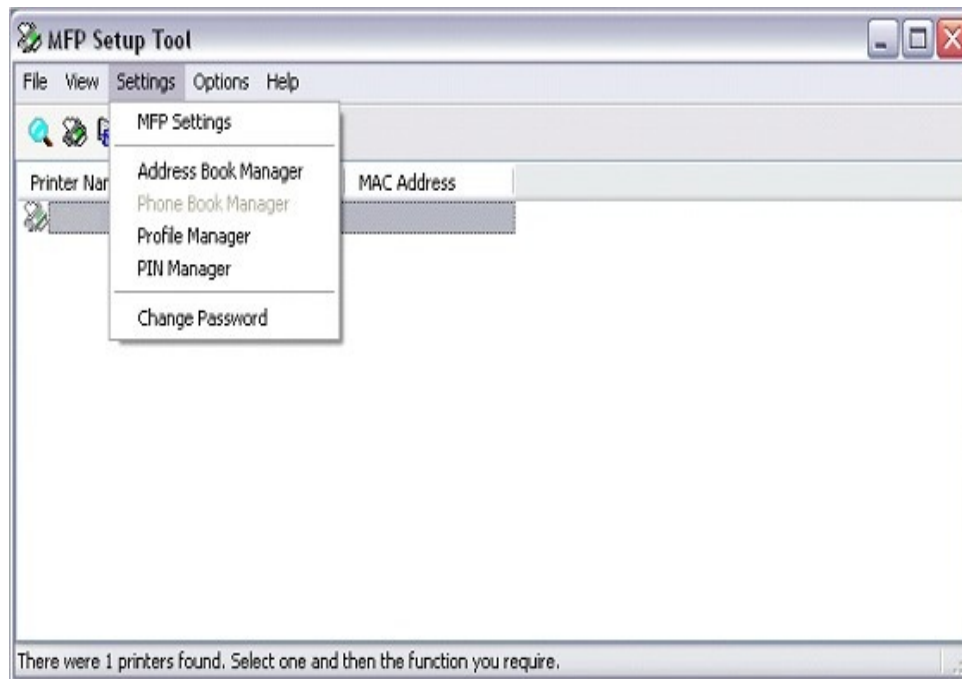 MFP Setup Tool
File View Settings Options Help
MFP Settings
Address Book Manager
Phone Book Manager
Profile Manager
PIN Manager
Change Password
Printer Nar MAC Address
There were 1 printers found. Select one and then the function you require.